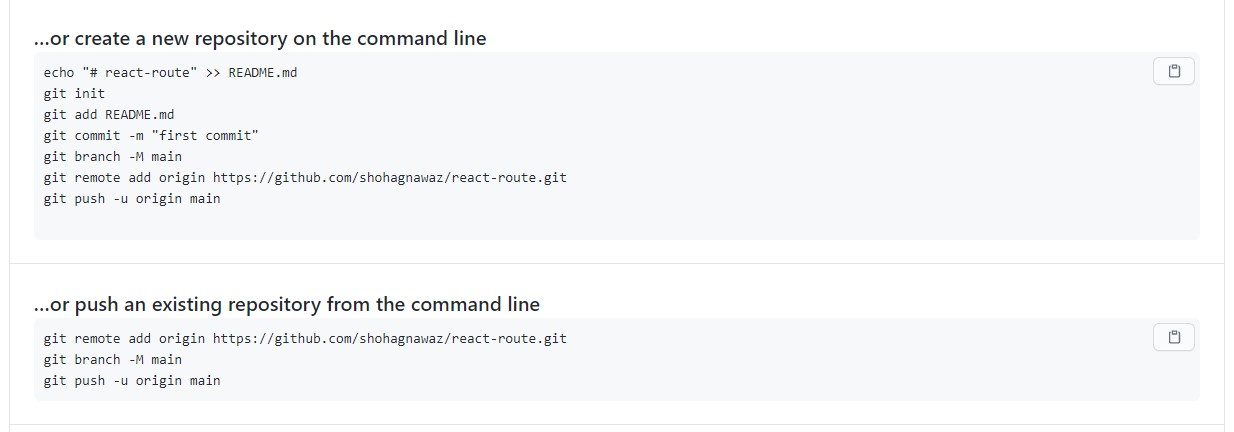 ...or create a new repository on the command line
echo "# react-route" >> README.md
git init
git add README.md
git commit -m "first commit"
git branch -M main
git remote add origin https://github.com/shohagnawaz/react-route.git
git push -u origin main
...or push an existing repository from the command line
git remote add origin https://github.com/shohagnawaz/react-route.git
git branch -M main
git push -u origin main